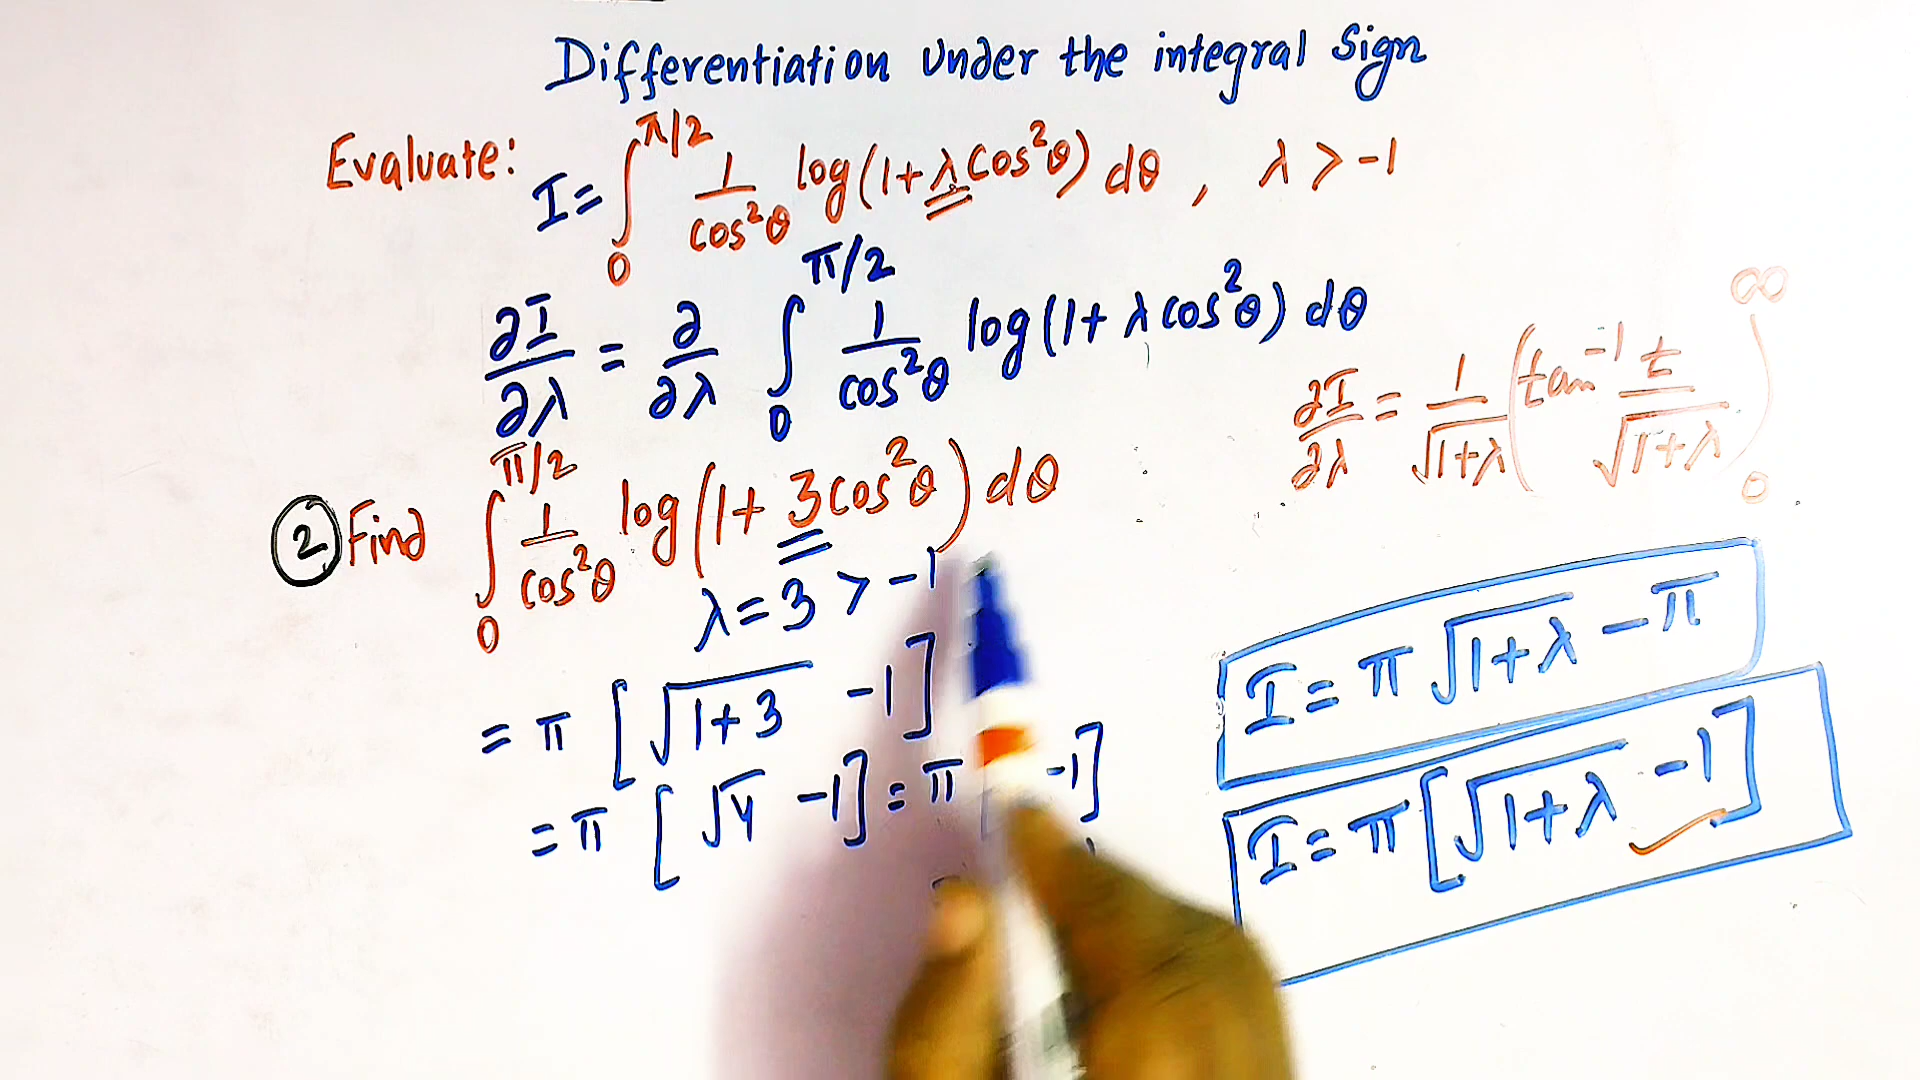 Differentiation under the integral Sign
Evaluate: I = ∫₀^{π/2} 1/cos²θ log(1+λcos²θ) dθ , λ > -1
∂I/∂λ = ∂/∂λ ∫₀^{π/2} 1/cos²θ log(1+λcos²θ) dθ
∂I/∂λ = 1/√(1+λ) (tan⁻¹ t/√(1+λ))₀^∞
② Find ∫₀^{π/2} 1/cos²θ log(1+3cos²θ) dθ
λ = 3 > -1
= π [√(1+3) -1]
= π [√4 -1] = π -1]
I = π√(1+λ) - π
I = π[√(1+λ) -1]